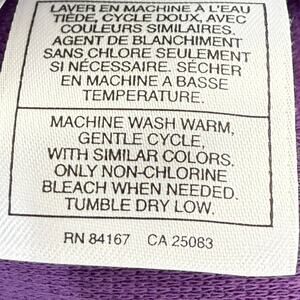 LAVER EN MACHINE À L'EAU
TIÈDE, CYCLE DOUX, AVEC
COULEURS SIMILAIRES.
AGENT DE BLANCHIMENT
SANS CHLORE SEULEMENT
SI NÉCESSAIRE. SÉCHER
EN MACHINE A BASSE
TEMPERATURE.
MACHINE WASH WARM,
GENTLE CYCLE,
WITH SIMILAR COLORS.
ONLY NON-CHLORINE
BLEACH WHEN NEEDED.
TUMBLE DRY LOW.
RN 84167 CA 25083